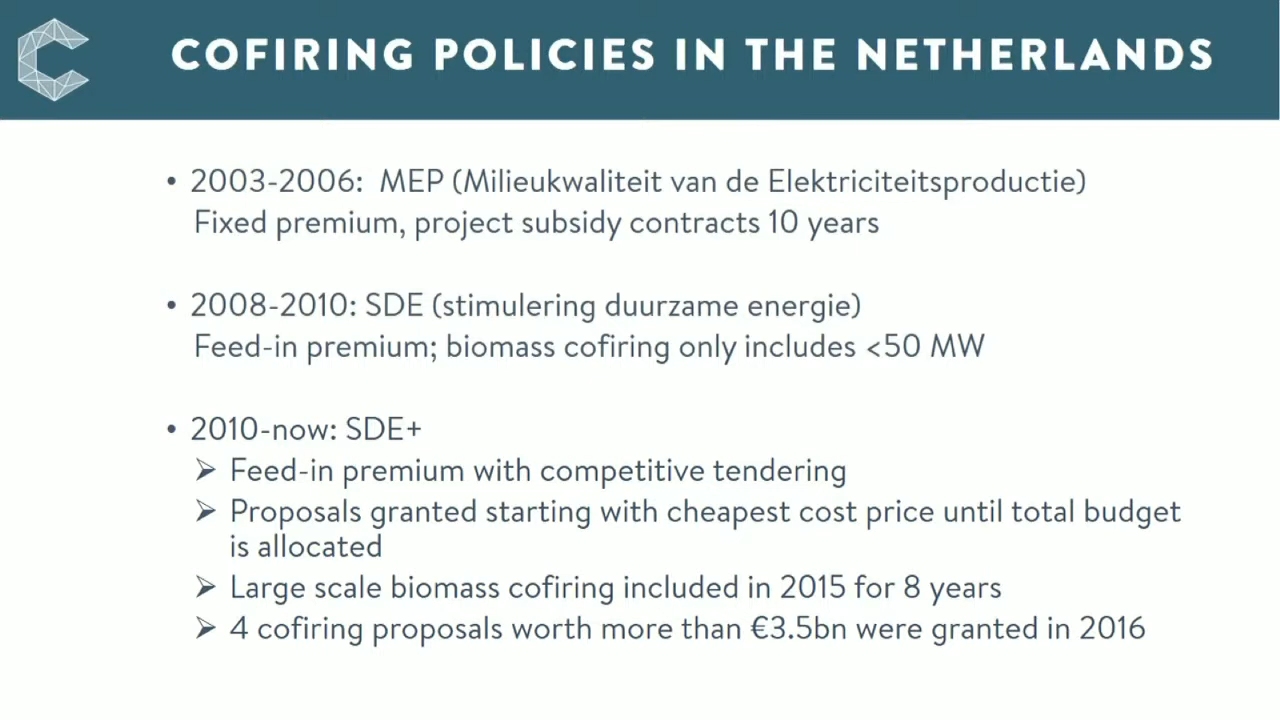 COFIRING POLICIES IN THE NETHERLANDS
• 2003-2006: MEP (Milieukwaliteit van de Elektriciteitsproductie)
Fixed premium, project subsidy contracts 10 years
• 2008-2010: SDE (stimulering duurzame energie)
Feed-in premium; biomass cofiring only includes <50 MW
• 2010-now: SDE+
➢ Feed-in premium with competitive tendering
➢ Proposals granted starting with cheapest cost price until total budget
is allocated
➢ Large scale biomass cofiring included in 2015 for 8 years
➢ 4 cofiring proposals worth more than €3.5bn were granted in 2016